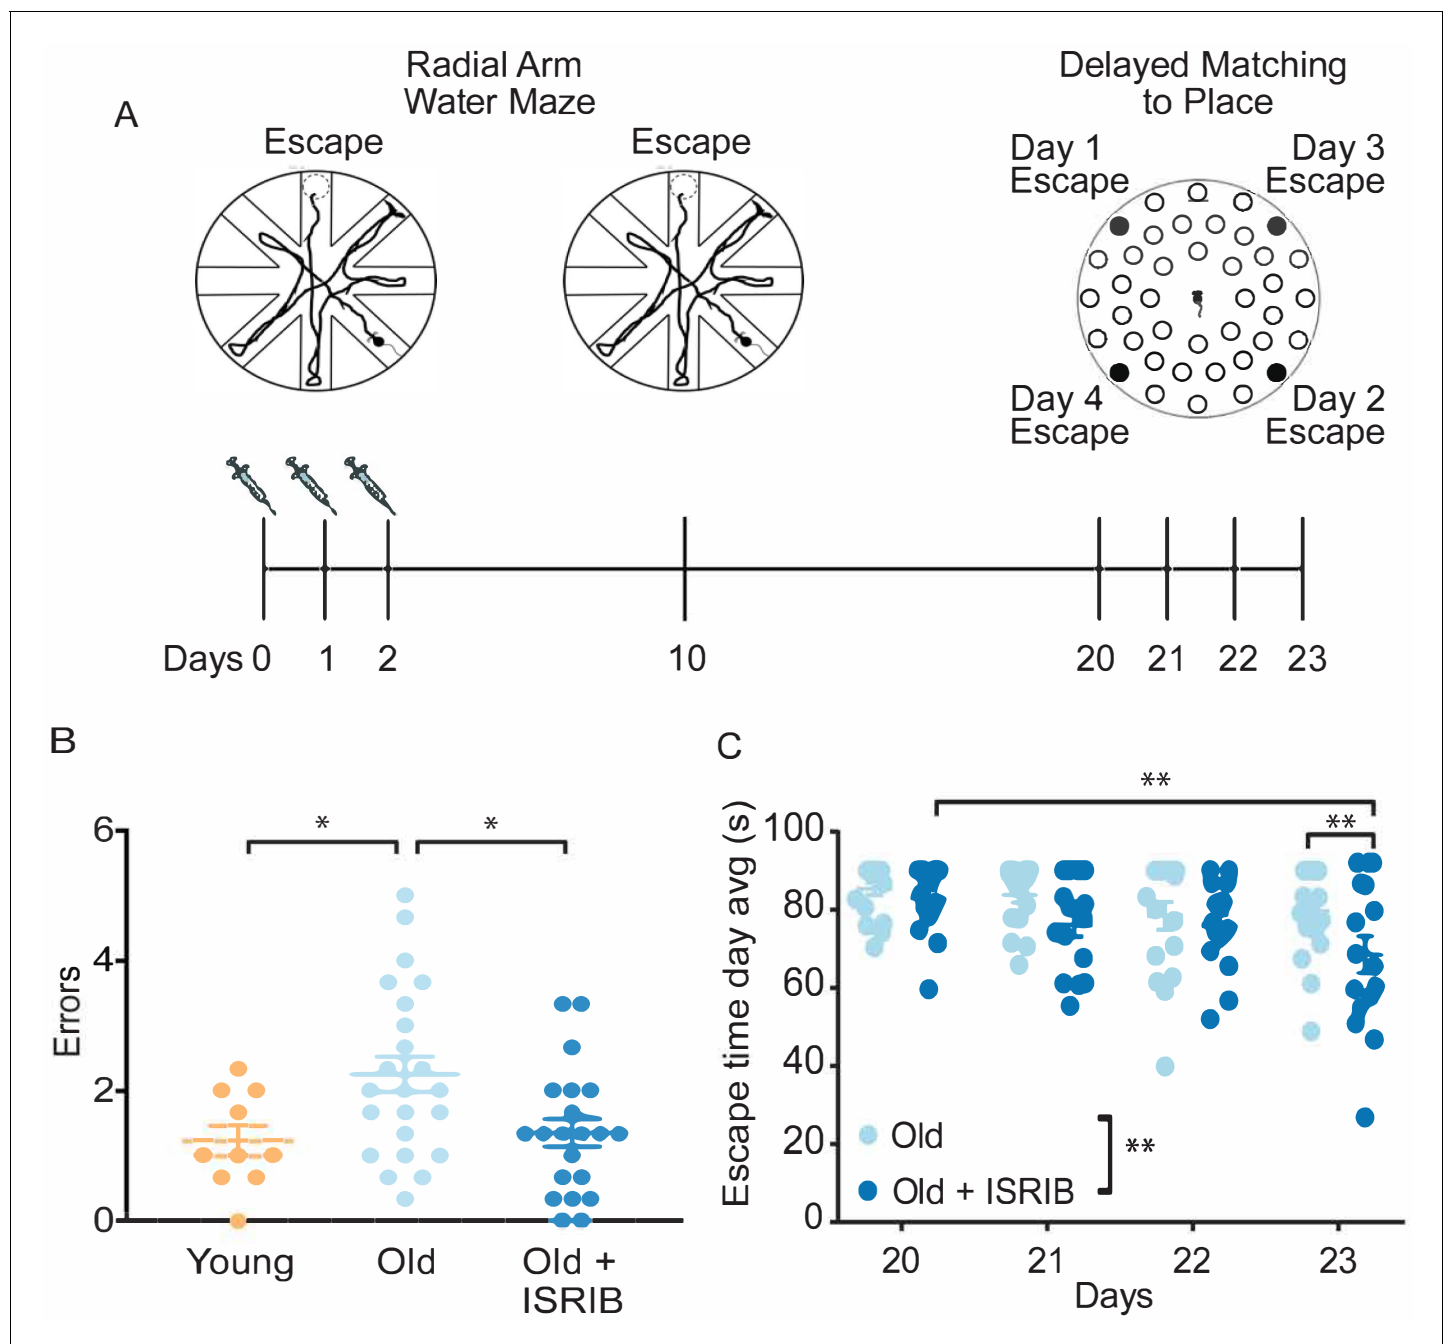 A
Radial Arm
Water Maze
Escape
Escape
Delayed Matching
to Place
Day 1
Escape
Day 3
Escape
Day 4
Escape
Day 2
Escape
Days 0 1 2 10 20 21 22 23
B
Errors
6
4
2
0
*
*
Young
Old
Old +
ISRIB
C
Escape time day avg (s)
100
80
60
40
20
0
**
**
Old
Old + ISRIB
**
20 21 22 23
Days